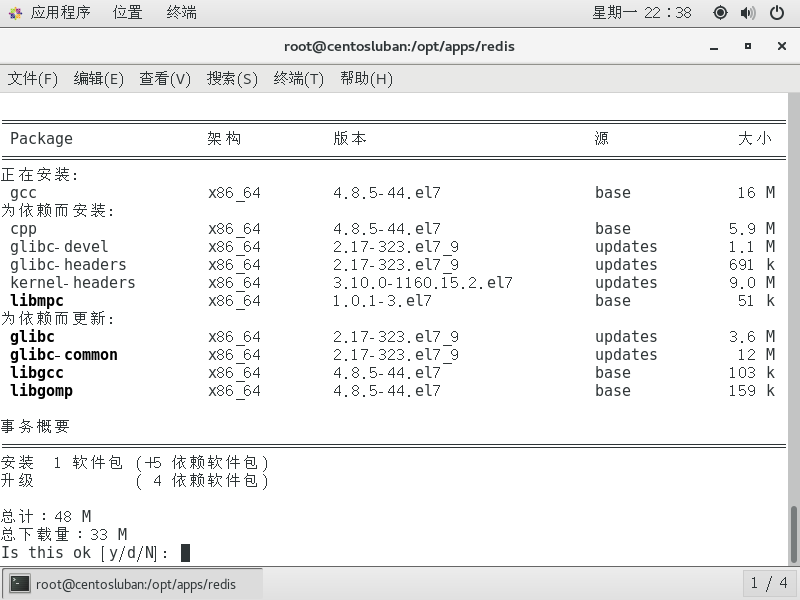 应用程序 位置 终端 星期一 22：38
root@centosluban:/opt/apps/redis
文件(F) 编辑(E) 查看(V) 搜索(S) 终端(T) 帮助(H)
Package 架构 版本 源 大小
正在安装:
gcc x86_64 4.8.5-44.el7 base 16 M
为依赖而安装:
cpp x86_64 4.8.5-44.el7 base 5.9 M
glibc-devel x86_64 2.17-323.el7_9 updates 1.1 M
glibc-headers x86_64 2.17-323.el7_9 updates 691 k
kernel-headers x86_64 3.10.0-1160.15.2.el7 updates 9.0 M
libmpc x86_64 1.0.1-3.el7 base 51 k
为依赖而更新:
glibc x86_64 2.17-323.el7_9 updates 3.6 M
glibc-common x86_64 2.17-323.el7_9 updates 12 M
libgcc x86_64 4.8.5-44.el7 base 103 k
libgomp x86_64 4.8.5-44.el7 base 159 k
事务概要
安装 1 软件包 (+5 依赖软件包)
升级 ( 4 依赖软件包)
总计：48 M
总下载量：33 M
Is this ok [y/d/N]:
root@centosluban:/opt/apps/redis 1 / 4